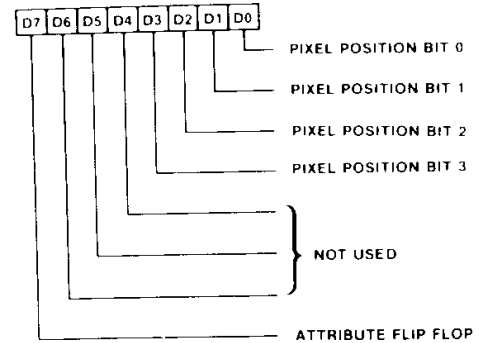 D7 D6 D5 D4 D3 D2 D1 D0
PIXEL POSITION BIT 0
PIXEL POSITION BIT 1
PIXEL POSITION BIT 2
PIXEL POSITION BIT 3
NOT USED
ATTRIBUTE FLIP FLOP